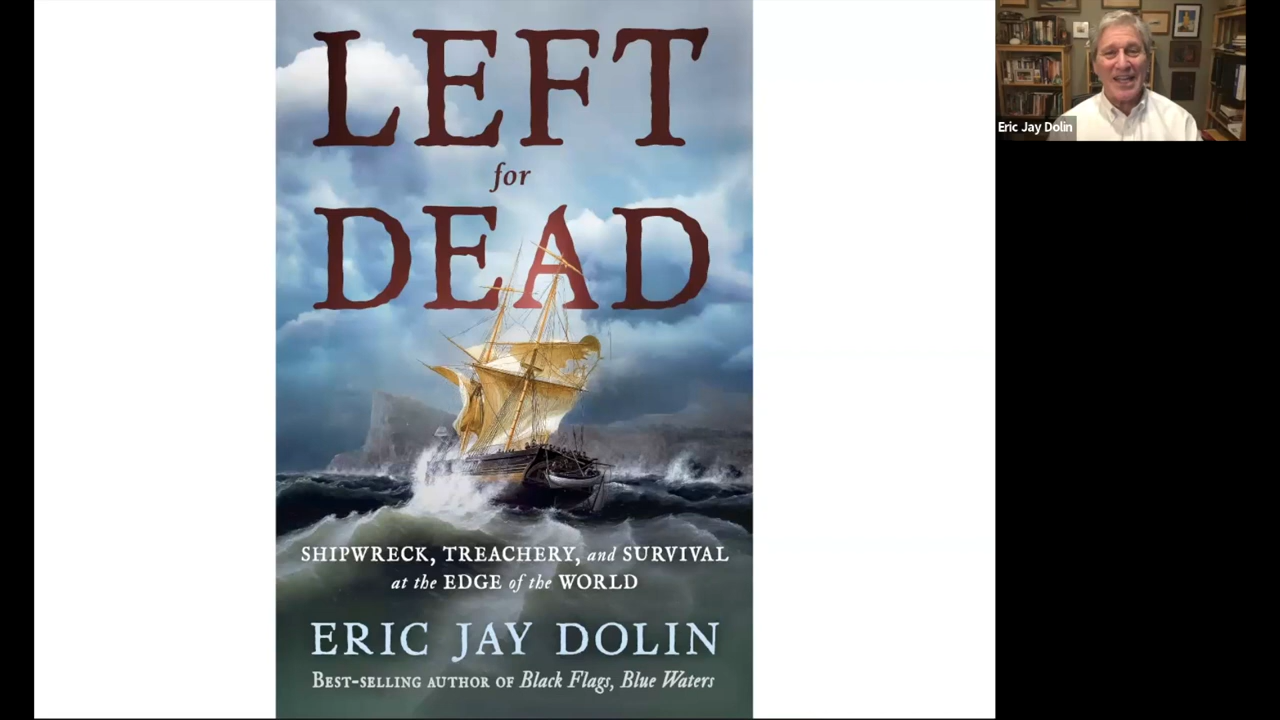 LEFT
for
DEAD
SHIPWRECK, TREACHERY, and SURVIVAL
at the EDGE of the WORLD
ERIC JAY DOLIN
BEST-SELLING AUTHOR OF Black Flags, Blue Waters
Eric Jay Dolin